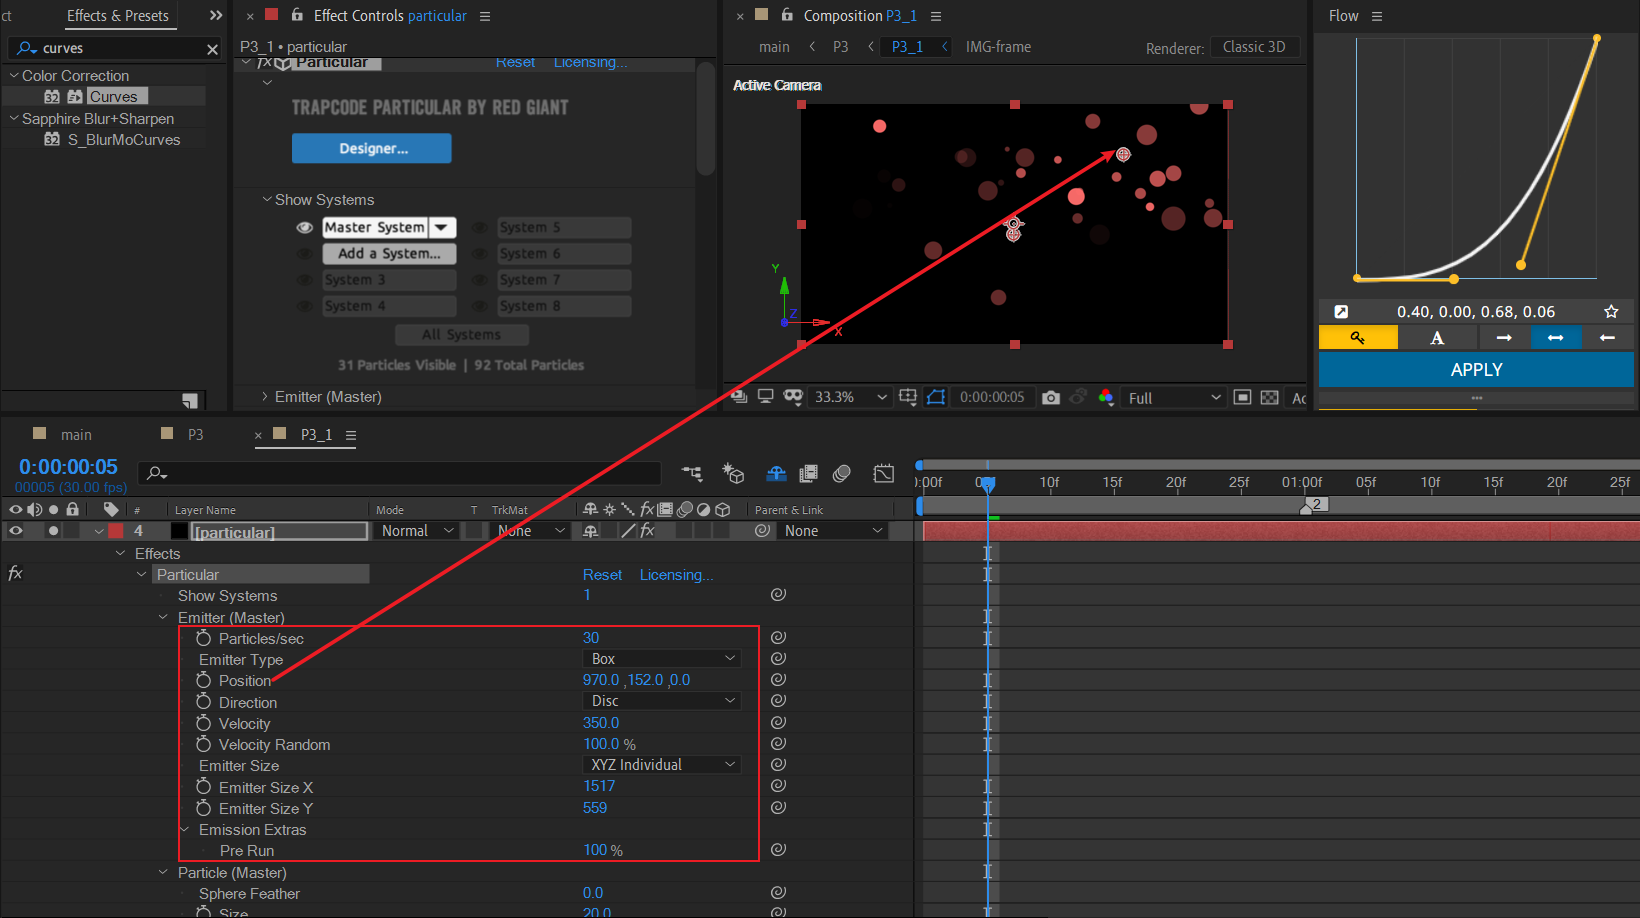 ct
Effects & Presets
Effect Controls particular
Composition P3_1
Flow
curves
P3_1 • particular
main
P3
P3_1
IMG-frame
Renderer:
Classic 3D
Particular
Reset
Licensing...
Color Correction
32
Curves
Sapphire Blur+Sharpen
32
S_BlurMoCurves
TRAPCODE PARTICULAR BY RED GIANT
Designer...
Show Systems
Master System
System 5
Add a System...
System 6
System 3
System 7
System 4
System 8
All Systems
31 Particles Visible | 92 Total Particles
Emitter (Master)
Active Camera
Y
Z
X
33.3%
0:00:00:05
Full
Ac
0.40, 0.00, 0.68, 0.06
A
APPLY
main
P3
P3_1
0:00:00:05
00005 (30.00 fps)
0:00f
05f
10f
15f
20f
25f
01:00f
05f
10f
15f
20f
25f
2
#
Layer Name
Mode
T
TrkMat
fx
Parent & Link
4
[particular]
Normal
None
fx
None
Effects
fx
Particular
Reset
Licensing...
Show Systems
1
Emitter (Master)
Particles/sec
30
Emitter Type
Box
Position
970.0 ,152.0 ,0.0
Direction
Disc
Velocity
350.0
Velocity Random
100.0 %
Emitter Size
XYZ Individual
Emitter Size X
1517
Emitter Size Y
559
Emission Extras
Pre Run
100 %
Particle (Master)
Sphere Feather
0.0
Size
20.0